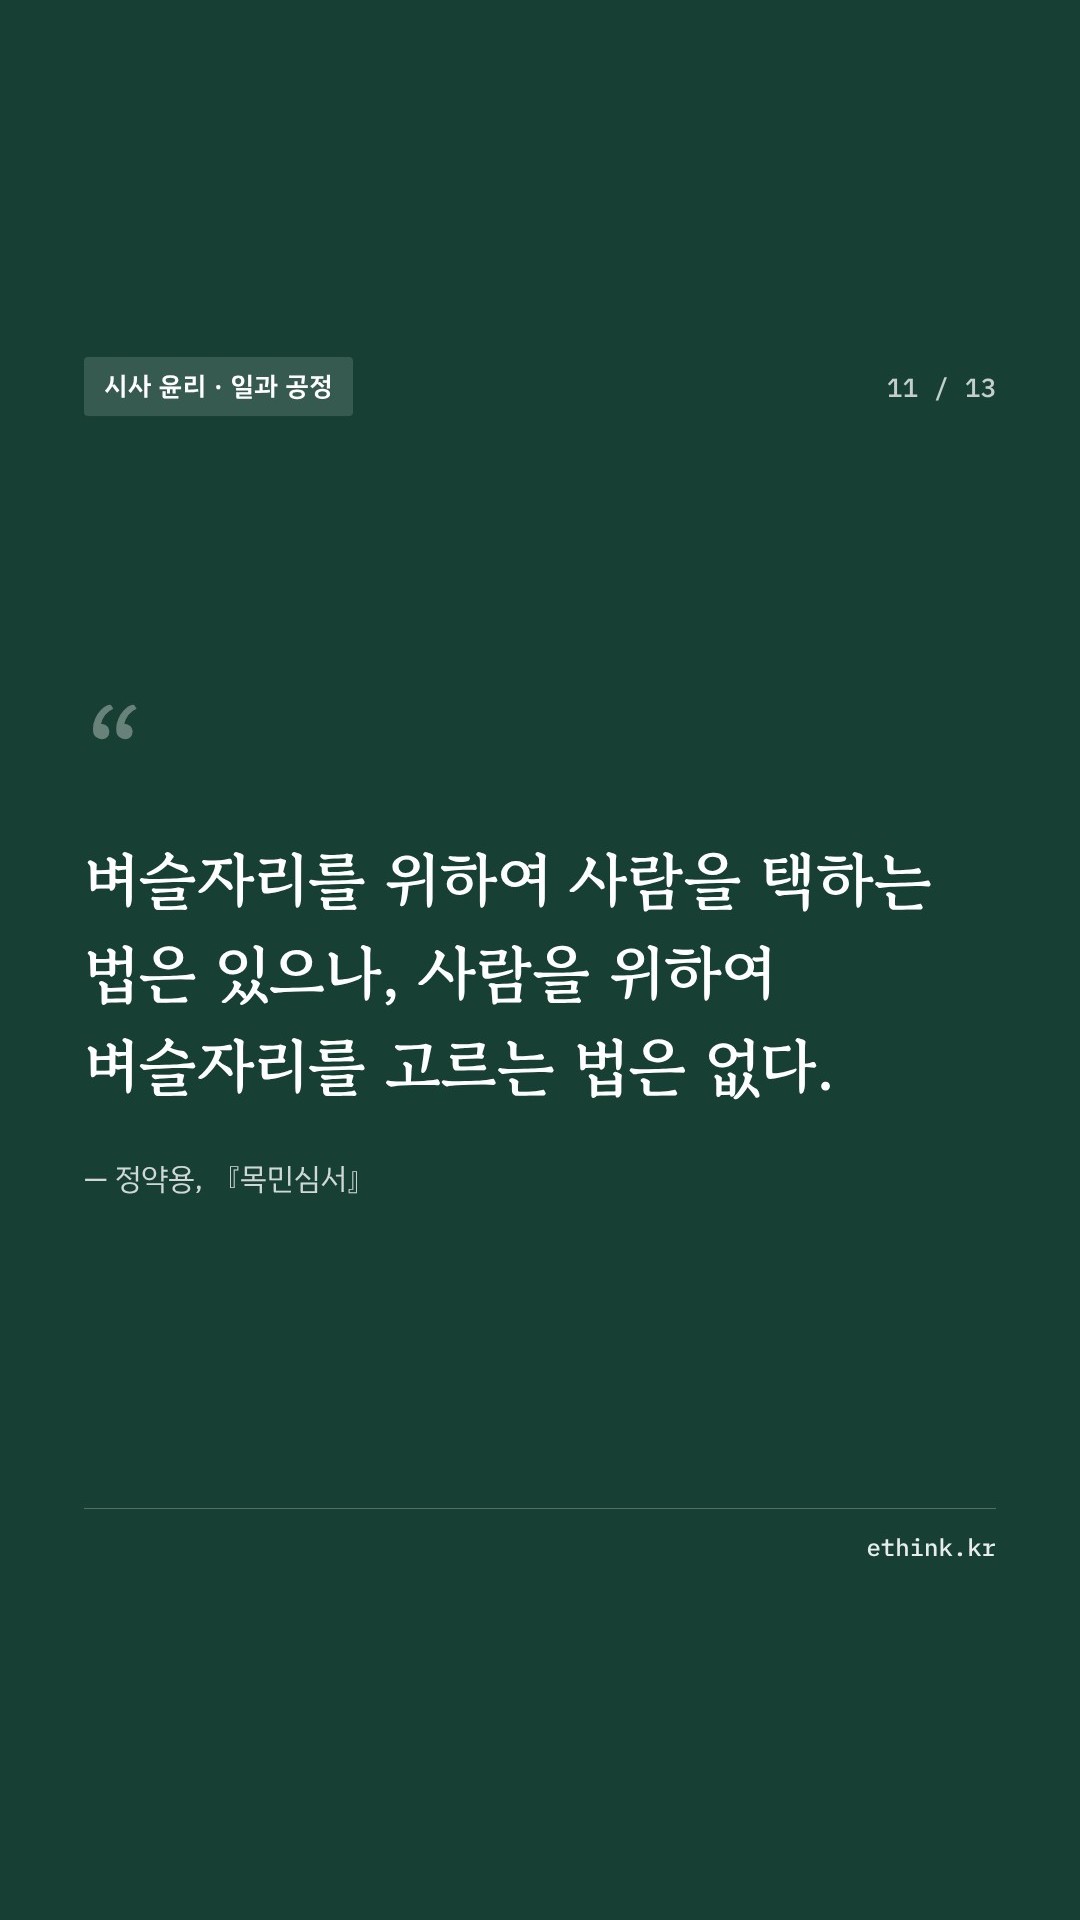 시사 윤리 · 일과 공정
11 / 13
“
벼슬자리를 위하여 사람을 택하는
법은 있으나, 사람을 위하여
벼슬자리를 고르는 법은 없다.
— 정약용, 『목민심서』
ethink.kr